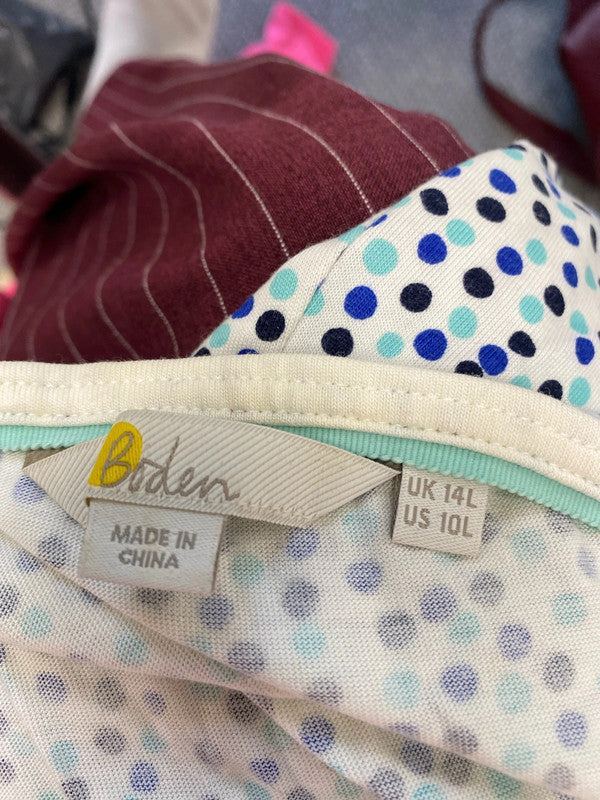 Boden
MADE IN
CHINA
UK 14L
US 10L